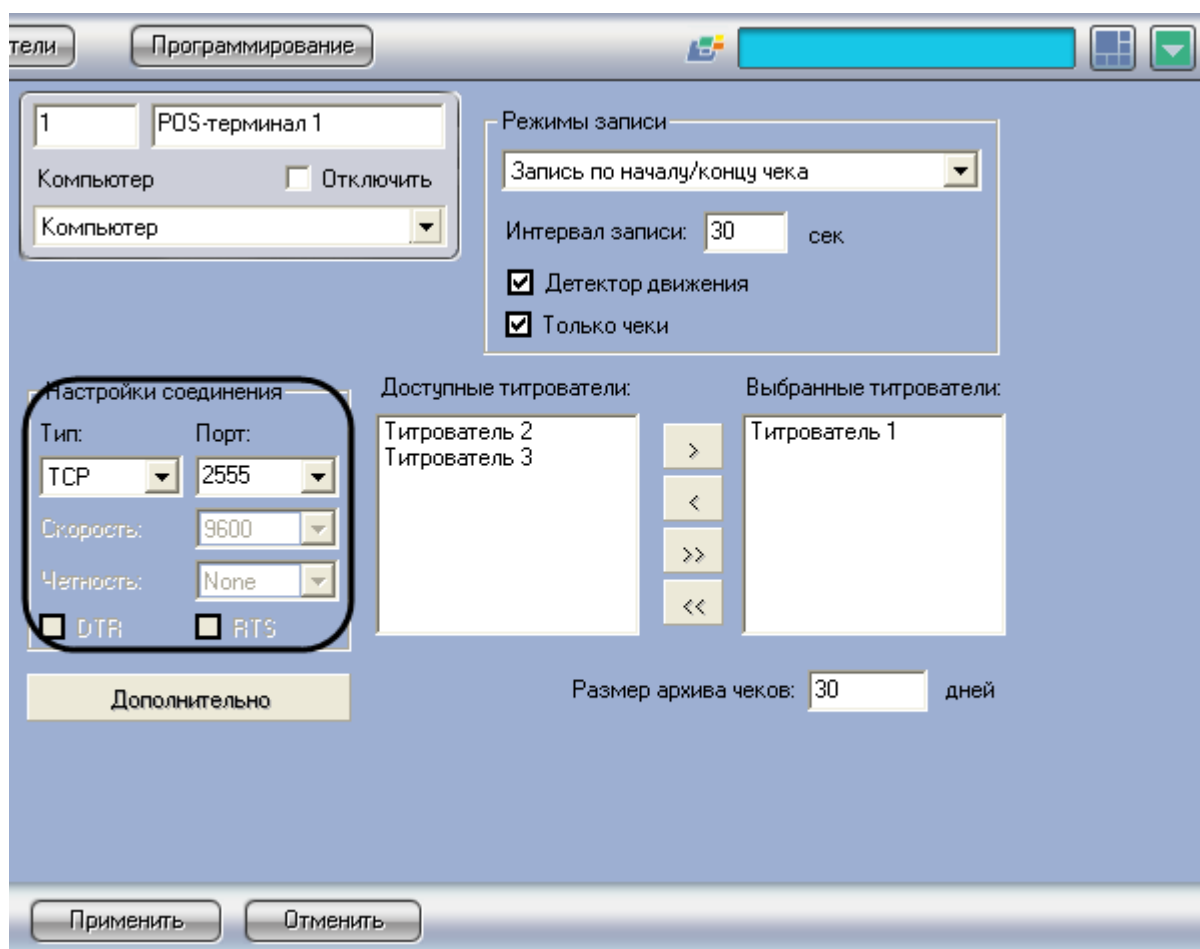 тели
Программирование
1
POS-терминал 1
Компьютер
Отключить
Компьютер
Режимы записи
Запись по началу/концу чека
Интервал записи: 30 сек
Детектор движения
Только чеки
Настройки соединения
Тип: Порт:
TCP 2555
Скорость: 9600
Четность: None
DTR RTS
Дополнительно
Доступные титрователи:
Титрователь 2
Титрователь 3
>
<
>>
<<
Выбранные титрователи:
Титрователь 1
Размер архива чеков: 30 дней
Применить
Отменить